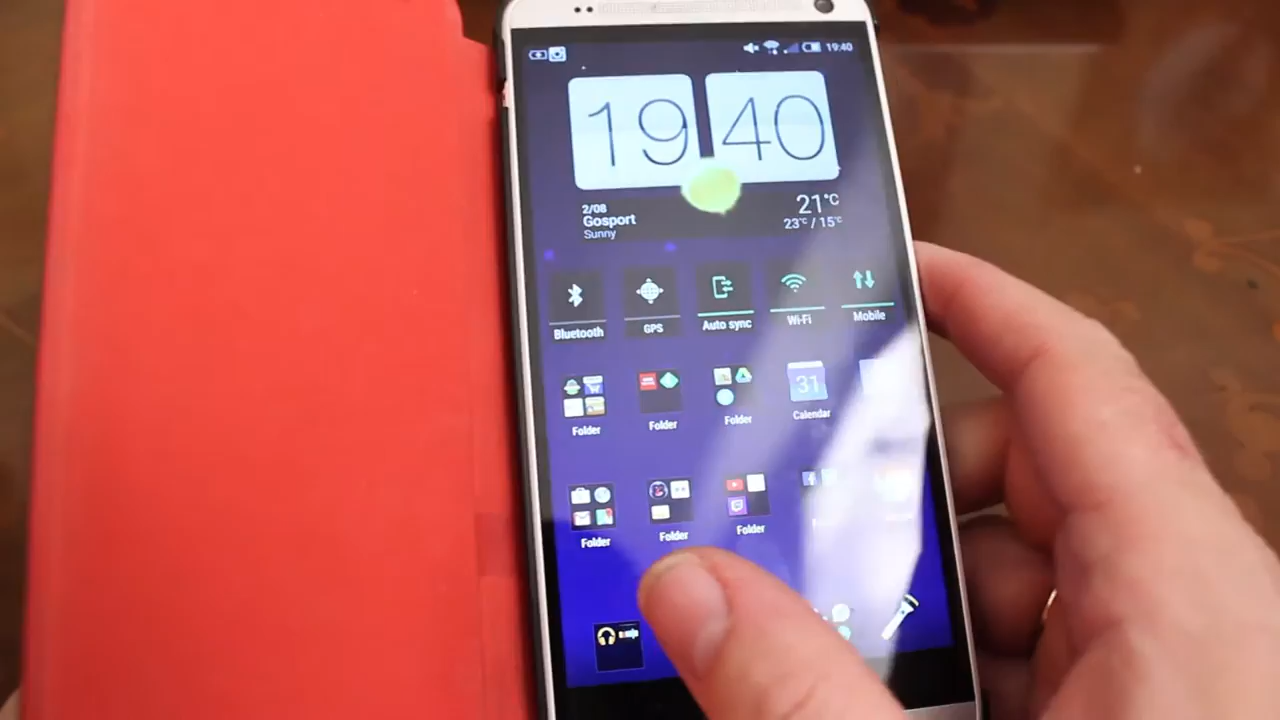 19:40
19 40
2/08
Gosport
Sunny
21°C
23°C / 15°C
Bluetooth
GPS
Auto sync
Wi-Fi
Mobile
31
Folder
Folder
Folder
Calendar
Folder
Folder
Folder